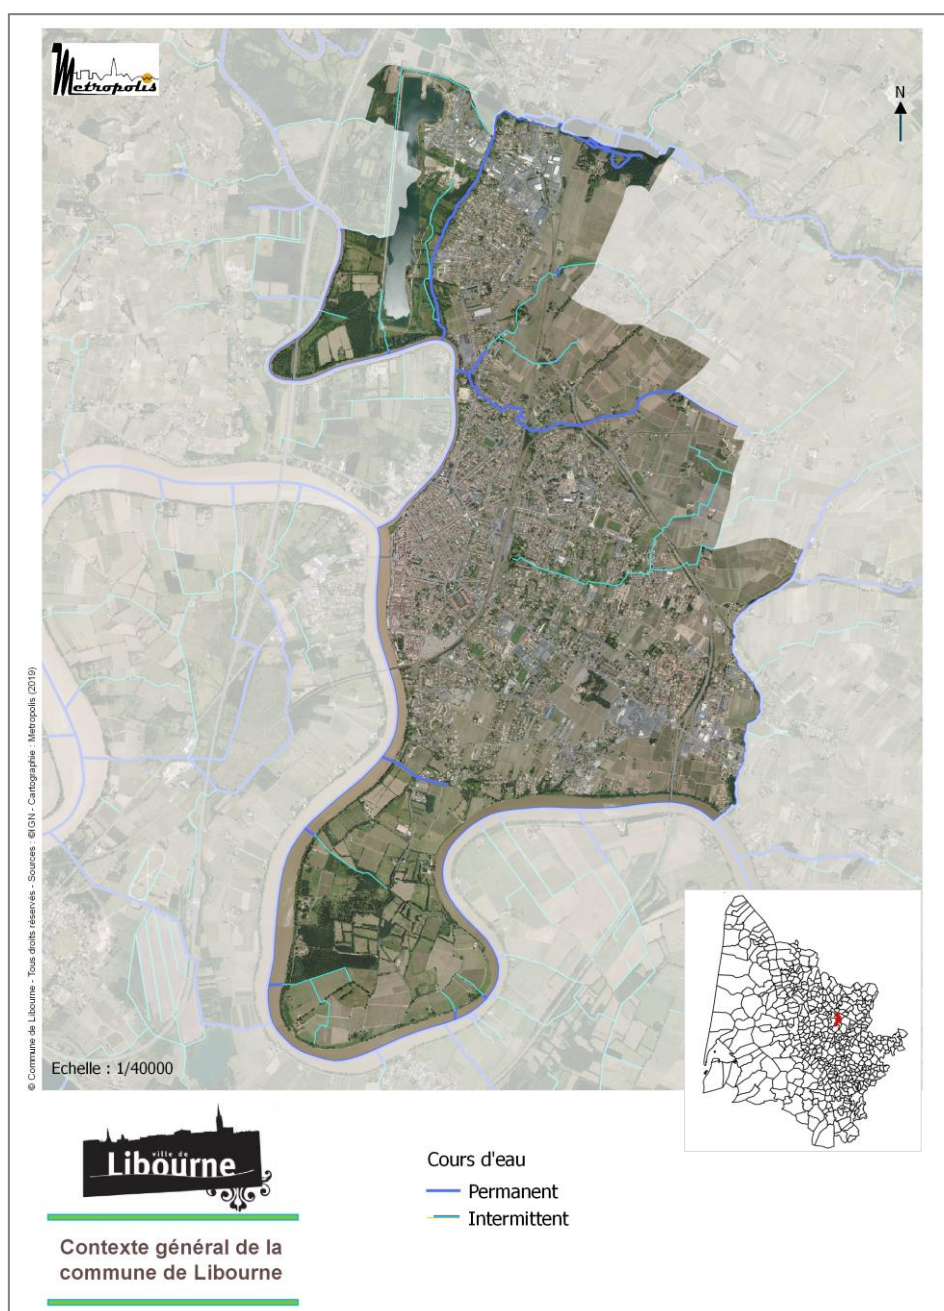 Metropolis
N
© Commune de Libourne - Tous droits réservés - Sources : ©IGN - Cartographie : Metropolis (2019)
Echelle : 1/40000
ville de
Libourne
Contexte général de la
commune de Libourne
Cours d'eau
Permanent
Intermittent